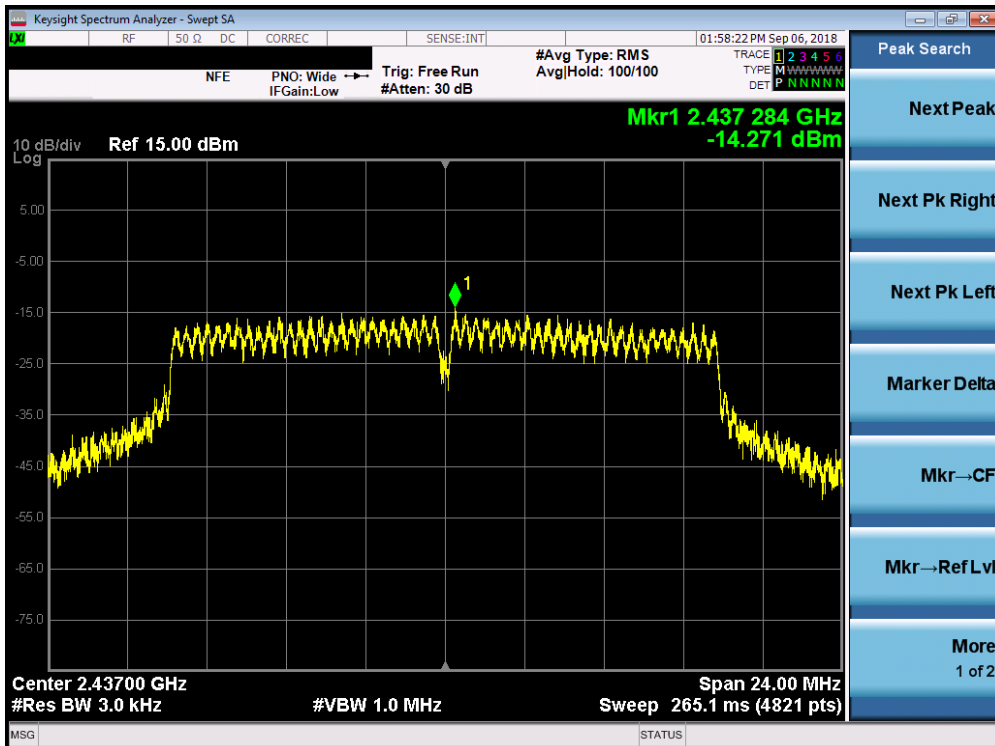 Keysight Spectrum Analyzer - Swept SA
LXI RF 50 Ω DC CORREC SENSE:INT 01:58:22 PM Sep 06, 2018
NFE PNO: Wide Trig: Free Run #Avg Type: RMS TRACE 1 2 3 4 5 6
IFGain:Low #Atten: 30 dB Avg|Hold: 100/100 TYPE M WWWWW
DET P N N N N N
Mkr1 2.437 284 GHz
-14.271 dBm
10 dB/div Ref 15.00 dBm
Log
5.00
-5.00
1
-15.0
-25.0
-35.0
-45.0
-55.0
-65.0
-75.0
Center 2.43700 GHz Span 24.00 MHz
#Res BW 3.0 kHz #VBW 1.0 MHz Sweep 265.1 ms (4821 pts)
MSG STATUS
Peak Search
Next Peak
Next Pk Right
Next Pk Left
Marker Delta
Mkr→CF
Mkr→Ref Lvl
More
1 of 2